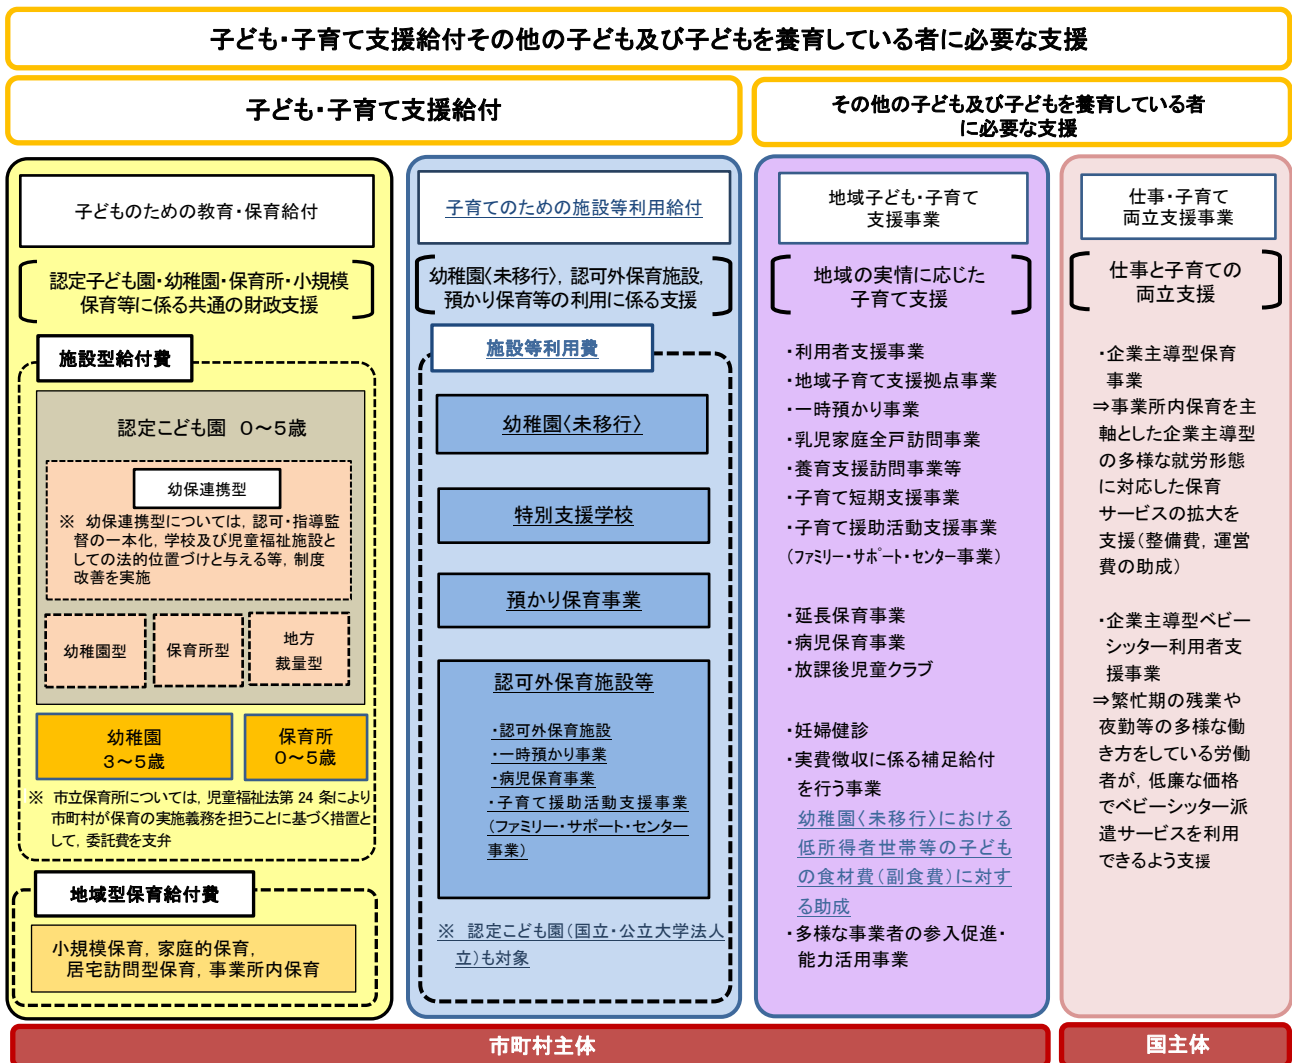 子ども・子育て支援給付その他の子ども及び子どもを養育している者に必要な支援
子ども・子育て支援給付
その他の子ども及び子どもを養育している者
に必要な支援
子どものための教育・保育給付
認定子ども園・幼稚園・保育所・小規模
保育等に係る共通の財政支援
施設型給付費
認定こども園 0～5歳
幼保連携型
※ 幼保連携型については，認可・指導監
督の一本化，学校及び児童福祉施設と
しての法的位置づけと与える等，制度
改善を実施
幼稚園型
保育所型
地方
裁量型
幼稚園
3～5歳
保育所
0～5歳
※ 市立保育所については，児童福祉法第 24 条により
市町村が保育の実施義務を担うことに基づく措置と
して，委託費を支弁
地域型保育給付費
小規模保育，家庭的保育，
居宅訪問型保育，事業所内保育
子育てのための施設等利用給付
幼稚園〈未移行〉，認可外保育施設，
預かり保育等の利用に係る支援
施設等利用費
幼稚園〈未移行〉
特別支援学校
預かり保育事業
認可外保育施設等
・認可外保育施設
・一時預かり事業
・病児保育事業
・子育て援助活動支援事業
（ファミリー・サポート・センター
事業）
※ 認定こども園（国立・公立大学法人
立）も対象
地域子ども・子育て
支援事業
地域の実情に応じた
子育て支援
・利用者支援事業
・地域子育て支援拠点事業
・一時預かり事業
・乳児家庭全戸訪問事業
・養育支援訪問事業等
・子育て短期支援事業
・子育て援助活動支援事業
（ﾌｧﾐﾘｰ・ｻﾎﾟｰﾄ・ｾﾝﾀｰ事業）
・延長保育事業
・病児保育事業
・放課後児童クラブ
・妊婦健診
・実費徴収に係る補足給付
を行う事業
幼稚園〈未移行〉における
低所得者世帯等の子ども
の食材費（副食費）に対す
る助成
・多様な事業者の参入促進・
能力活用事業
仕事・子育て
両立支援事業
仕事と子育ての
両立支援
・企業主導型保育
事業
⇒事業所内保育を主
軸とした企業主導型
の多様な就労形態
に対応した保育
サービスの拡大を
支援（整備費，運営
費の助成）
・企業主導型ベビー
シッター利用者支
援事業
⇒繁忙期の残業や
夜勤等の多様な働
き方をしている労働
者が，低廉な価格
でベビーシッター派
遣サービスを利用
できるよう支援
市町村主体
国主体